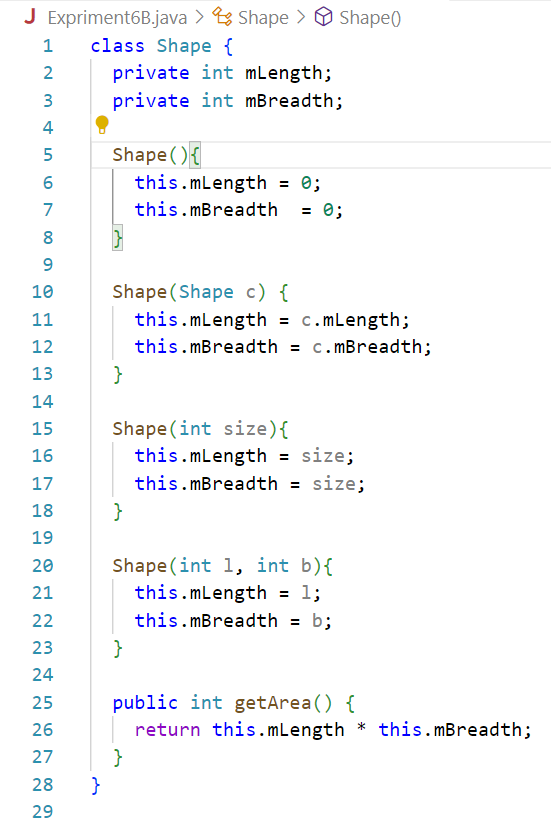 J Expriment6B.java > Shape > Shape()
1 class Shape {
2   private int mLength;
3   private int mBreadth;
4
5   Shape(){
6     this.mLength = 0;
7     this.mBreadth  = 0;
8   }
9
10   Shape(Shape c) {
11     this.mLength = c.mLength;
12     this.mBreadth = c.mBreadth;
13   }
14
15   Shape(int size){
16     this.mLength = size;
17     this.mBreadth = size;
18   }
19
20   Shape(int l, int b){
21     this.mLength = l;
22     this.mBreadth = b;
23   }
24
25   public int getArea() {
26     return this.mLength * this.mBreadth;
27   }
28 }
29